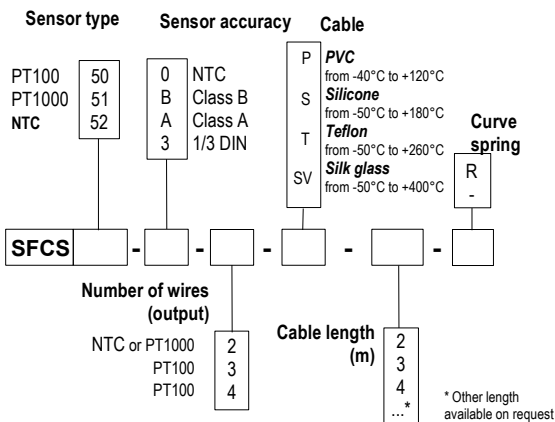 Sensor type
Sensor accuracy
Cable
PT100 50
PT1000 51
NTC 52
0 NTC
B Class B
A Class A
3 1/3 DIN
P PVC
from -40°C to +120°C
S Silicone
from -50°C to +180°C
T Teflon
from -50°C to +260°C
SV Silk glass
from -50°C to +400°C
Curve
spring
R
-
SFCS - - - - -
Number of wires
(output)
NTC or PT1000 2
PT100 3
PT100 4
Cable length
(m)
2
3
4
...*
* Other length
available on request